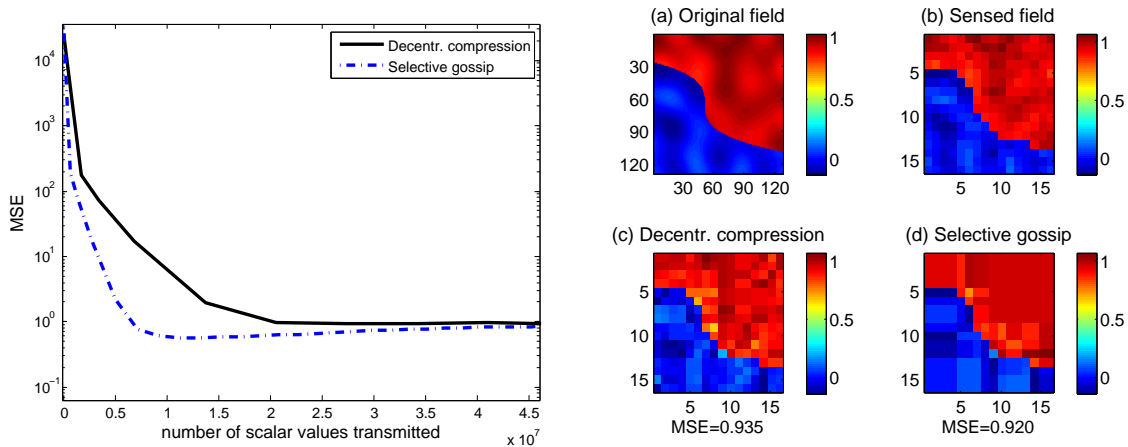 Decentr. compression
Selective gossip
10^4
10^3
10^2
10^1
10^0
10^-1
MSE
0 0.5 1 1.5 2 2.5 3 3.5 4 4.5
x 10^7
number of scalar values transmitted
(a) Original field
30
60
90
120
30 60 90 120
1
0.5
0
(b) Sensed field
5
10
15
5 10 15
1
0.5
0
(c) Decentr. compression
5
10
15
5 10 15
MSE=0.935
1
0.5
0
(d) Selective gossip
5
10
15
5 10 15
MSE=0.920
1
0.5
0